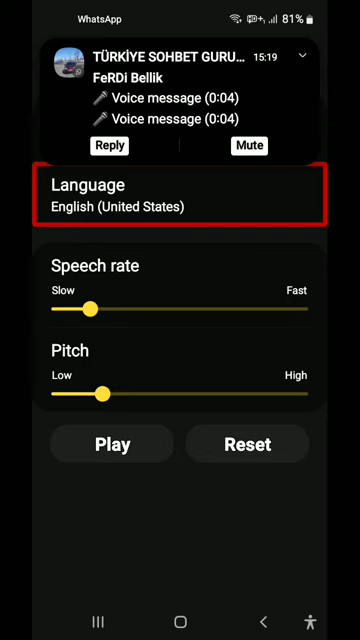 WhatsApp
81%
TÜRKİYE SOHBET GURU...
15:19
FeRDi Bellik
Voice message (0:04)
Voice message (0:04)
Reply
Mute
Language
English (United States)
Speech rate
Slow
Fast
Pitch
Low
High
Play
Reset